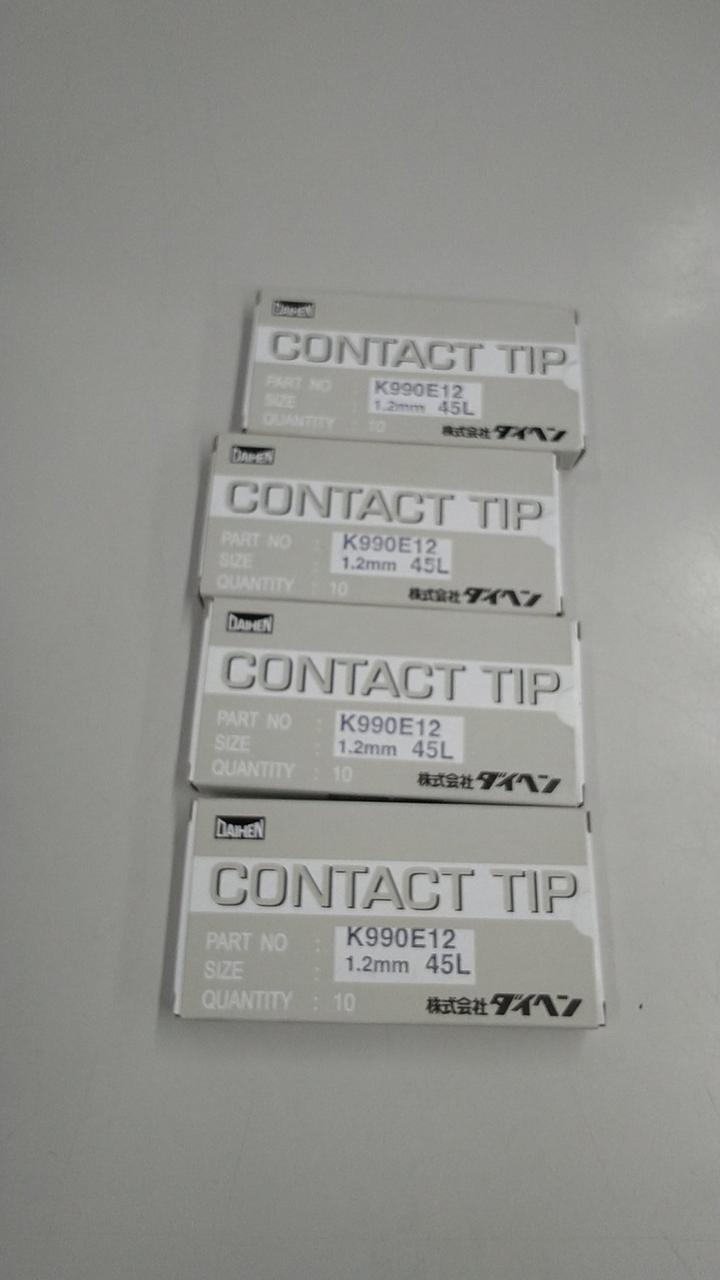 DAIHEN
CONTACT TIP
PART NO : K990E12
SIZE : 1.2mm 45L
QUANTITY : 10
株式会社 ダイヘン
DAIHEN
CONTACT TIP
PART NO : K990E12
SIZE : 1.2mm 45L
QUANTITY : 10
株式会社 ダイヘン
DAIHEN
CONTACT TIP
PART NO : K990E12
SIZE : 1.2mm 45L
QUANTITY : 10
株式会社 ダイヘン
DAIHEN
CONTACT TIP
PART NO : K990E12
SIZE : 1.2mm 45L
QUANTITY : 10
株式会社 ダイヘン